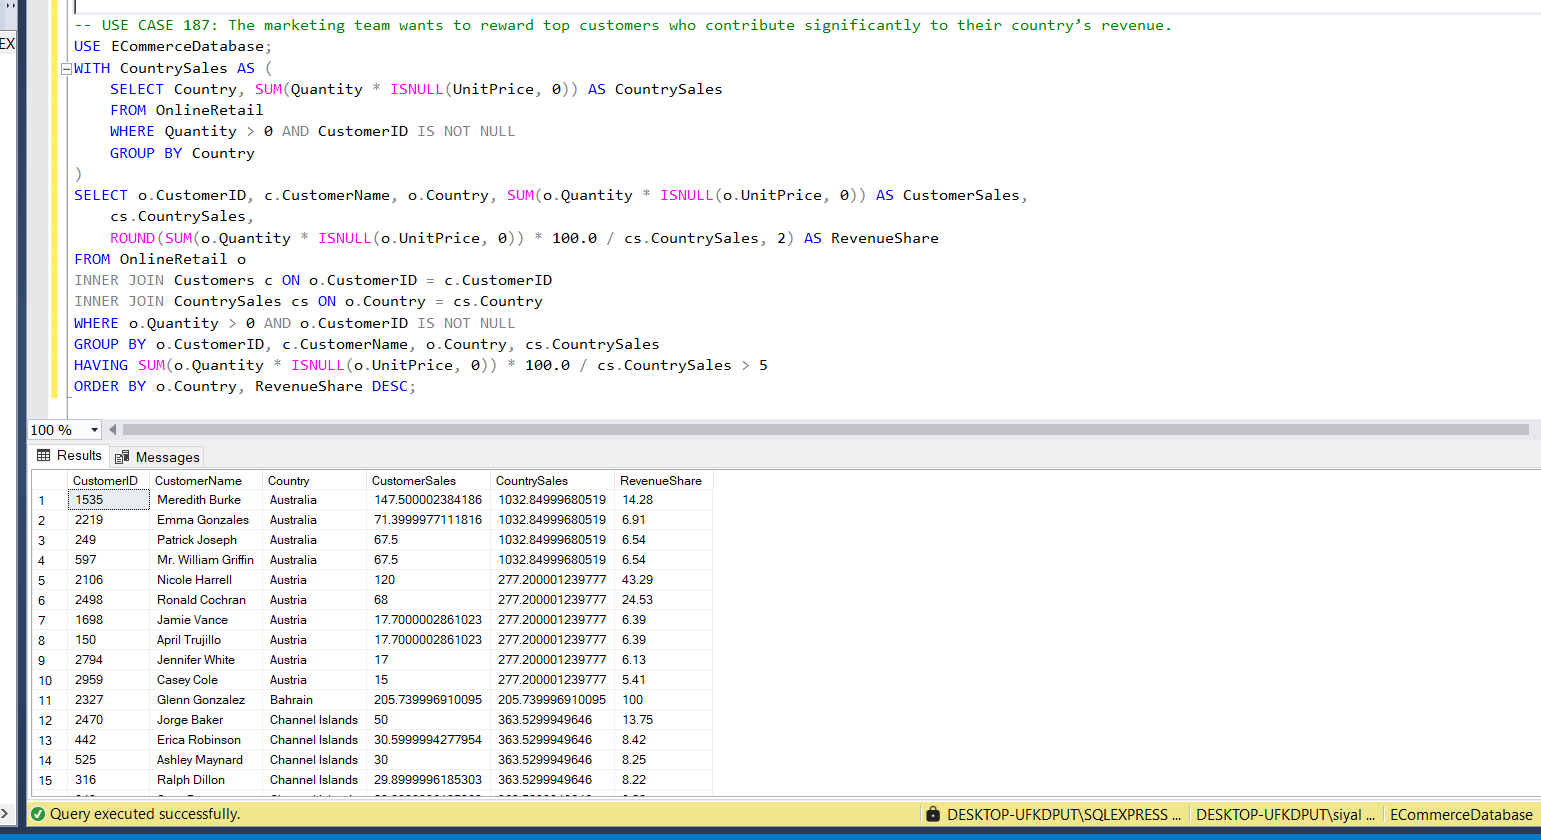 -- USE CASE 187: The marketing team wants to reward top customers who contribute significantly to their country’s revenue.
EX
USE ECommerceDatabase;
WITH CountrySales AS (
SELECT Country, SUM(Quantity * ISNULL(UnitPrice, 0)) AS CountrySales
FROM OnlineRetail
WHERE Quantity > 0 AND CustomerID IS NOT NULL
GROUP BY Country
)
SELECT o.CustomerID, c.CustomerName, o.Country, SUM(o.Quantity * ISNULL(o.UnitPrice, 0)) AS CustomerSales,
cs.CountrySales,
ROUND(SUM(o.Quantity * ISNULL(o.UnitPrice, 0)) * 100.0 / cs.CountrySales, 2) AS RevenueShare
FROM OnlineRetail o
INNER JOIN Customers c ON o.CustomerID = c.CustomerID
INNER JOIN CountrySales cs ON o.Country = cs.Country
WHERE o.Quantity > 0 AND o.CustomerID IS NOT NULL
GROUP BY o.CustomerID, c.CustomerName, o.Country, cs.CountrySales
HAVING SUM(o.Quantity * ISNULL(o.UnitPrice, 0)) * 100.0 / cs.CountrySales > 5
ORDER BY o.Country, RevenueShare DESC;
100 %
Results Messages
CustomerID CustomerName Country CustomerSales CountrySales RevenueShare
1 1535 Meredith Burke Australia 147.500002384186 1032.84999680519 14.28
2 2219 Emma Gonzales Australia 71.3999977111816 1032.84999680519 6.91
3 249 Patrick Joseph Australia 67.5 1032.84999680519 6.54
4 597 Mr. William Griffin Australia 67.5 1032.84999680519 6.54
5 2106 Nicole Harrell Austria 120 277.200001239777 43.29
6 2498 Ronald Cochran Austria 68 277.200001239777 24.53
7 1698 Jamie Vance Austria 17.7000002861023 277.200001239777 6.39
8 150 April Trujillo Austria 17.7000002861023 277.200001239777 6.39
9 2794 Jennifer White Austria 17 277.200001239777 6.13
10 2959 Casey Cole Austria 15 277.200001239777 5.41
11 2327 Glenn Gonzalez Bahrain 205.739996910095 205.739996910095 100
12 2470 Jorge Baker Channel Islands 50 363.5299949646 13.75
13 442 Erica Robinson Channel Islands 30.5999994277954 363.5299949646 8.42
14 525 Ashley Maynard Channel Islands 30 363.5299949646 8.25
15 316 Ralph Dillon Channel Islands 29.8999996185303 363.5299949646 8.22
Query executed successfully. DESKTOP-UFKDPUT\SQLEXPRESS ... DESKTOP-UFKDPUT\siyal ... ECommerceDatabase